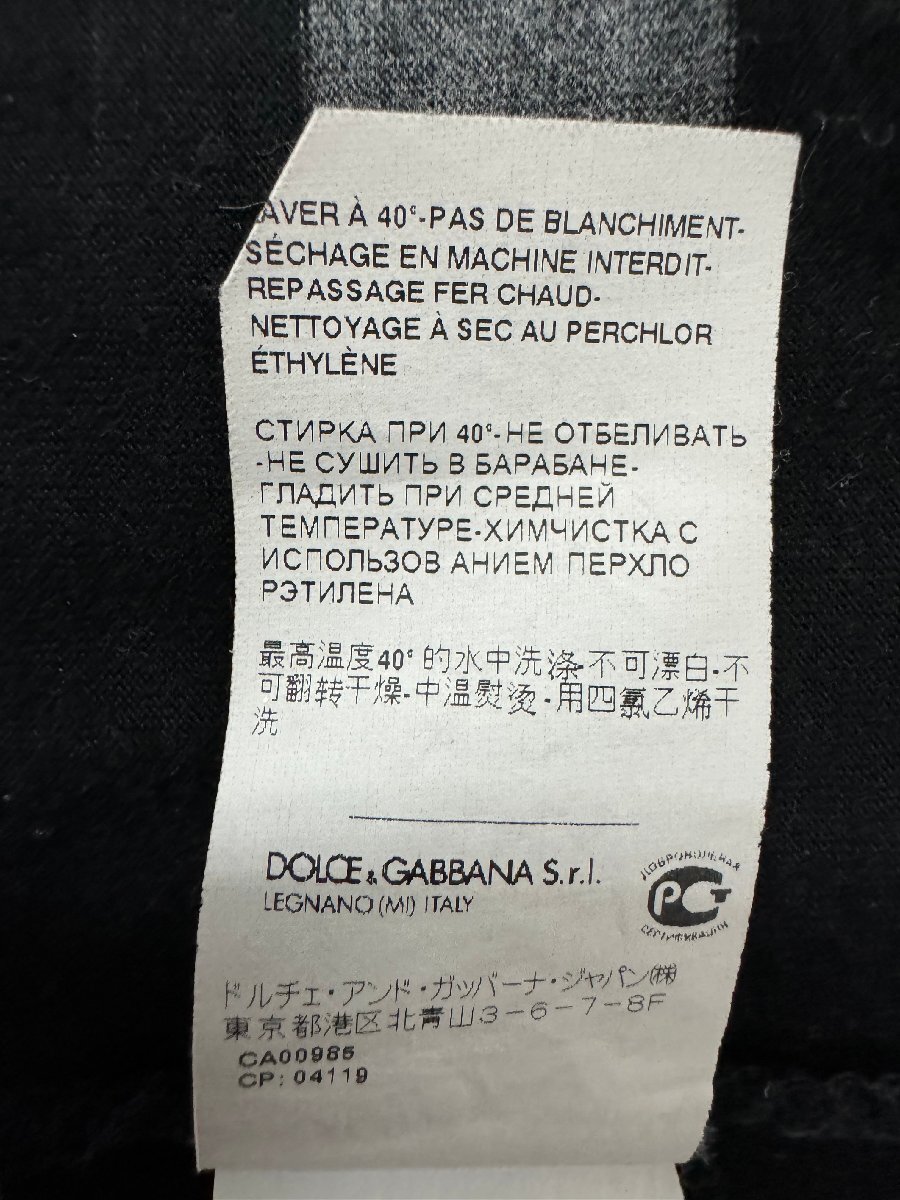 AVER À 40°-PAS DE BLANCHIMENT-
SÉCHAGE EN MACHINE INTERDIT-
REPASSAGE FER CHAUD-
NETTOYAGE À SEC AU PERCHLOR
ÉTHYLÈNE
СТИРКА ПРИ 40°-НЕ ОТБЕЛИВАТЬ
-НЕ СУШИТЬ В БАРАБАНЕ-
ГЛАДИТЬ ПРИ СРЕДНЕЙ
ТЕМПЕРАТУРЕ-ХИМЧИСТКА С
ИСПОЛЬЗОВ АНИЕМ ПЕРХЛО
РЭТИЛЕНА
最高温度40°的水中洗涤-不可漂白-不
可翻转干燥-中温熨烫-用四氯乙烯干
洗
DOLCE & GABBANA S.r.l.
LEGNANO (MI) ITALY
ДОБРОВОЛЬНАЯ
РСТ
СЕРТИФИКАЦИЯ
ドルチェ・アンド・ガッバーナ・ジャパン㈱
東京都港区北青山3-6-7-8F
CA00985
CP: 04119